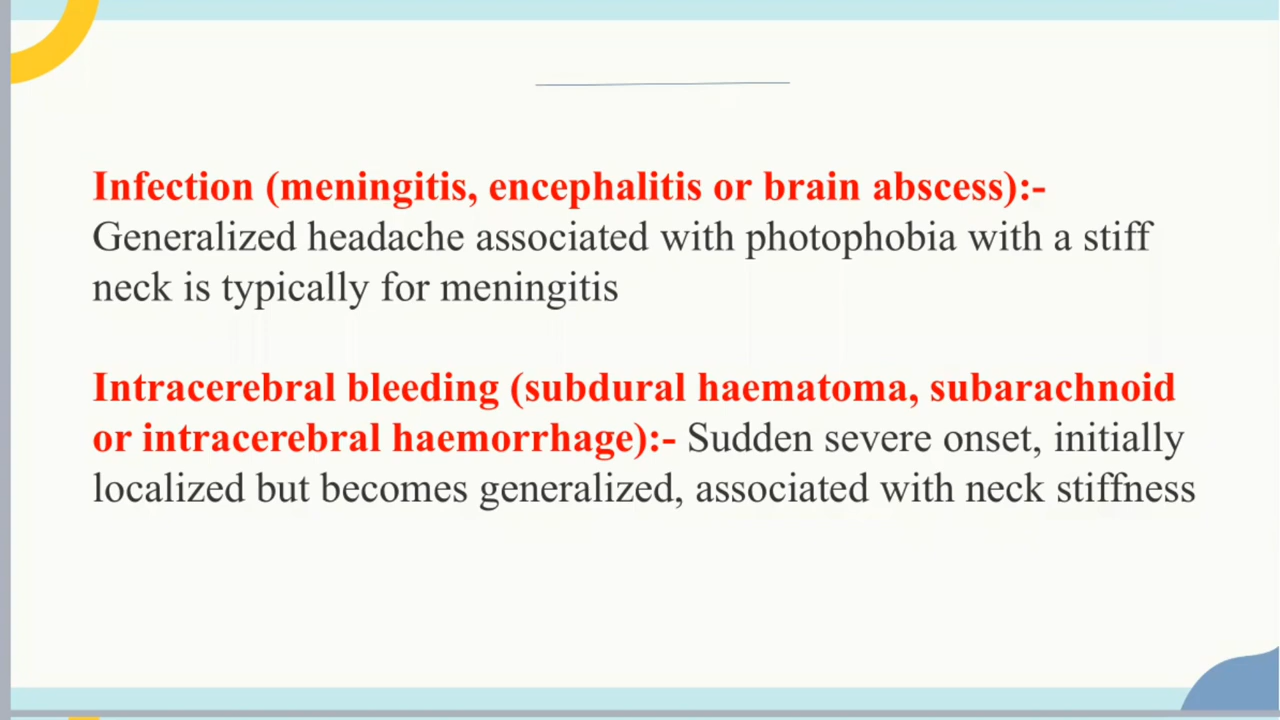 Infection (meningitis, encephalitis or brain abscess):-
Generalized headache associated with photophobia with a stiff
neck is typically for meningitis
Intracerebral bleeding (subdural haematoma, subarachnoid
or intracerebral haemorrhage):- Sudden severe onset, initially
localized but becomes generalized, associated with neck stiffness